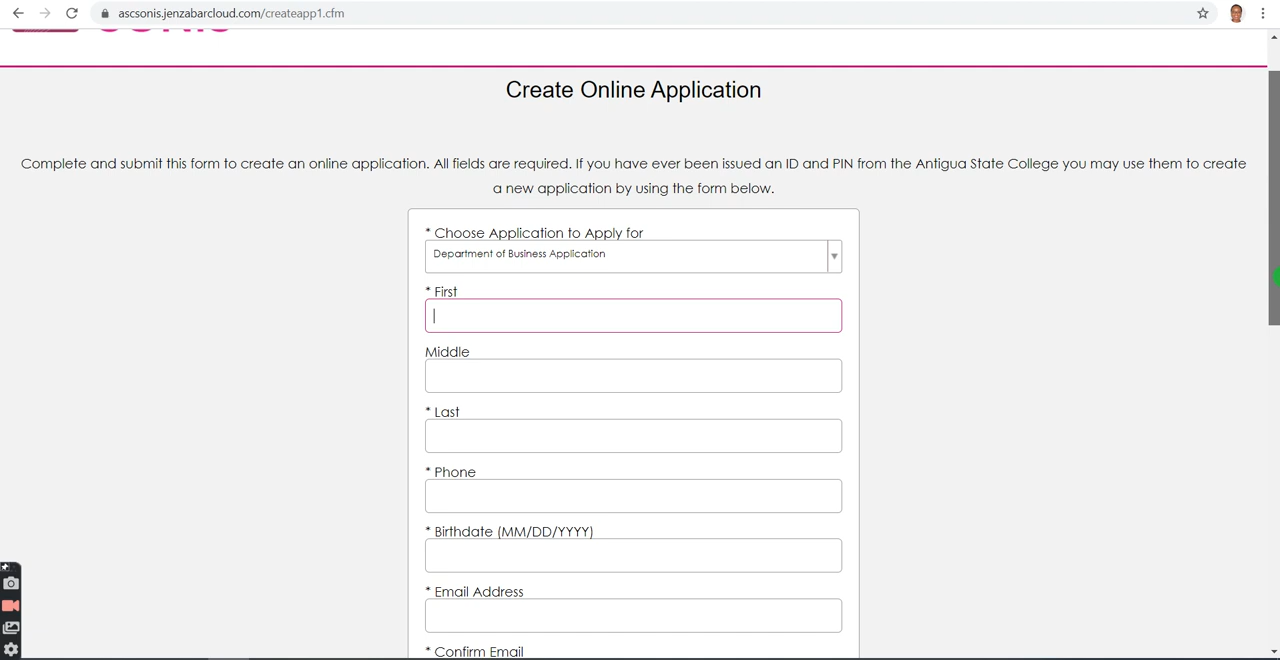 ascsonis.jenzabarcloud.com/createapp1.cfm
Create Online Application
Complete and submit this form to create an online application. All fields are required. If you have ever been issued an ID and PIN from the Antigua State College you may use them to create
a new application by using the form below.
* Choose Application to Apply for
Department of Business Application
* First
Middle
* Last
* Phone
* Birthdate (MM/DD/YYYY)
* Email Address
* Confirm Email